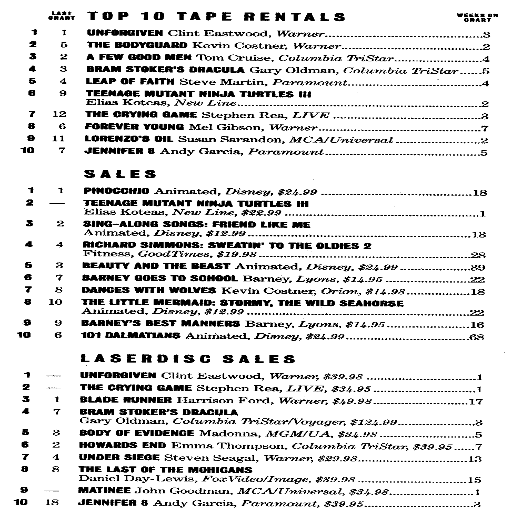 LAST CHART TOP 10 TAPE RENTALS WEEKS ON CHART
1 1 UNFORGIVEN Clint Eastwood, Warner 3
2 5 THE BODYGUARD Kevin Costner, Warner 2
3 2 A FEW GOOD MEN Tom Cruise, Columbia TriStar 4
4 3 BRAM STOKER'S DRACULA Gary Oldman, Columbia TriStar 5
5 4 LEAP OF FAITH Steve Martin, Paramount 4
6 9 TEENAGE MUTANT NINJA TURTLES III
Elias Koteas, New Line 2
7 12 THE CRYING GAME Stephen Rea, LIVE 3
8 6 FOREVER YOUNG Mel Gibson, Warner 7
9 11 LORENZO'S OIL Susan Sarandon, MCA/Universal 2
10 7 JENNIFER 8 Andy Garcia, Paramount 5
SALES
1 1 PINOCCHIO Animated, Disney, $24.99 18
2 — TEENAGE MUTANT NINJA TURTLES III
Elias Koteas, New Line, $22.99 1
3 2 SING-ALONG SONGS: FRIEND LIKE ME
Animated, Disney, $12.99 13
4 4 RICHARD SIMMONS: SWEATIN' TO THE OLDIES 2
Fitness, GoodTimes, $19.98 28
5 3 BEAUTY AND THE BEAST Animated, Disney, $24.99 39
6 7 BARNEY GOES TO SCHOOL Barney, Lyons, $14.95 22
7 8 DANCES WITH WOLVES Kevin Costner, Orion, $14.98 18
8 10 THE LITTLE MERMAID: STORMY, THE WILD SEAHORSE
Animated, Disney, $12.99 22
9 9 BARNEY'S BEST MANNERS Barney, Lyons, $14.95 16
10 6 101 DALMATIANS Animated, Disney, $24.99 68
LASERDISC SALES
1 — UNFORGIVEN Clint Eastwood, Warner, $39.98 1
2 — THE CRYING GAME Stephen Rea, LIVE, $34.95 1
3 1 BLADE RUNNER Harrison Ford, Warner, $49.98 17
4 7 BRAM STOKER'S DRACULA
Gary Oldman, Columbia TriStar/Voyager, $124.99 3
5 3 BODY OF EVIDENCE Madonna, MGM/UA, $34.98 5
6 2 HOWARDS END Emma Thompson, Columbia TriStar, $39.95 7
7 4 UNDER SIEGE Steven Seagal, Warner, $29.98 13
8 8 THE LAST OF THE MOHICANS
Daniel Day-Lewis, FoxVideo/Image, $39.98 15
9 — MATINEE John Goodman, MCA/Universal, $34.98 1
10 18 JENNIFER 8 Andy Garcia, Paramount, $39.95 3